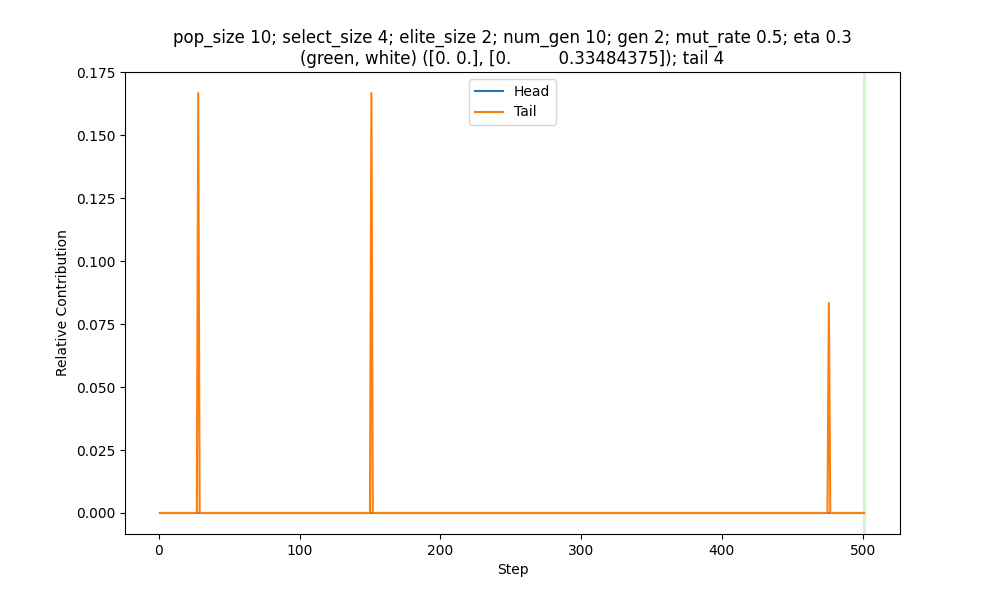 pop_size 10; select_size 4; elite_size 2; num_gen 10; gen 2; mut_rate 0.5; eta 0.3
(green, white) ([0. 0.], [0.         0.33484375]); tail 4
Head
Tail
0.175
0.150
0.125
0.100
0.075
0.050
0.025
0.000
Relative Contribution
0 100 200 300 400 500
Step